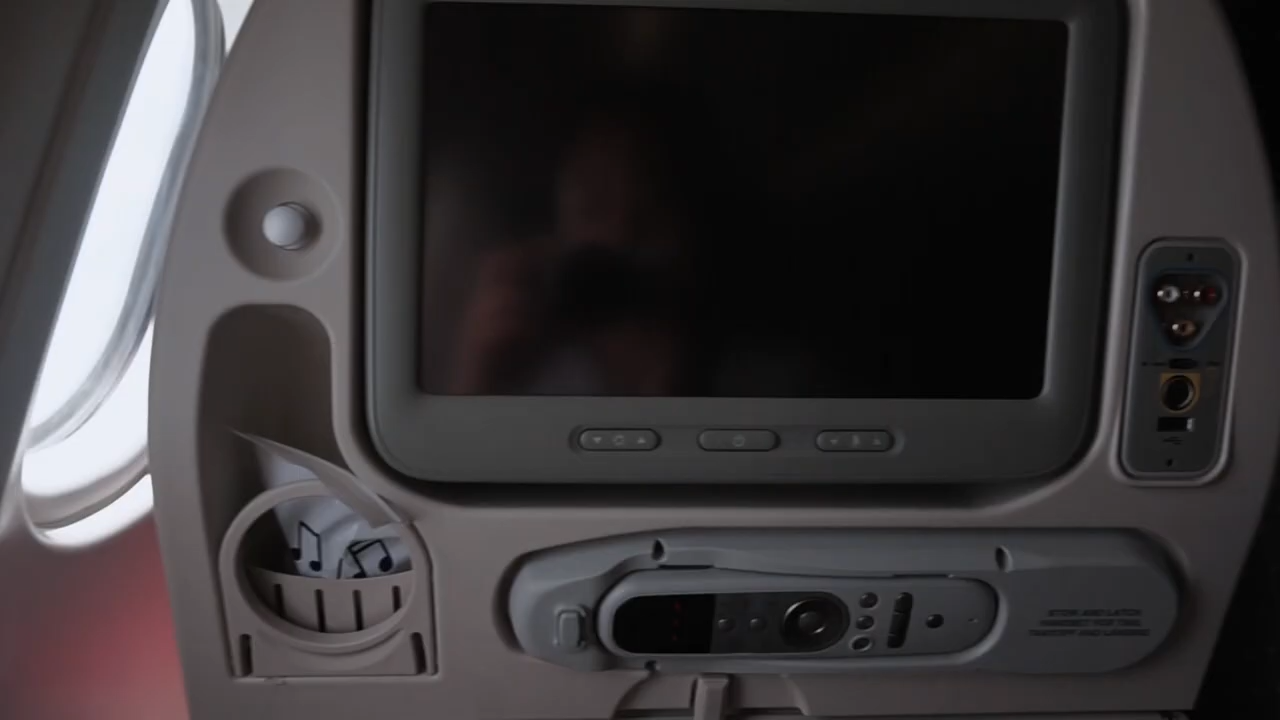 STOW AND LATCH
HANDSET FOR TAXI,
TAKEOFF AND LANDING